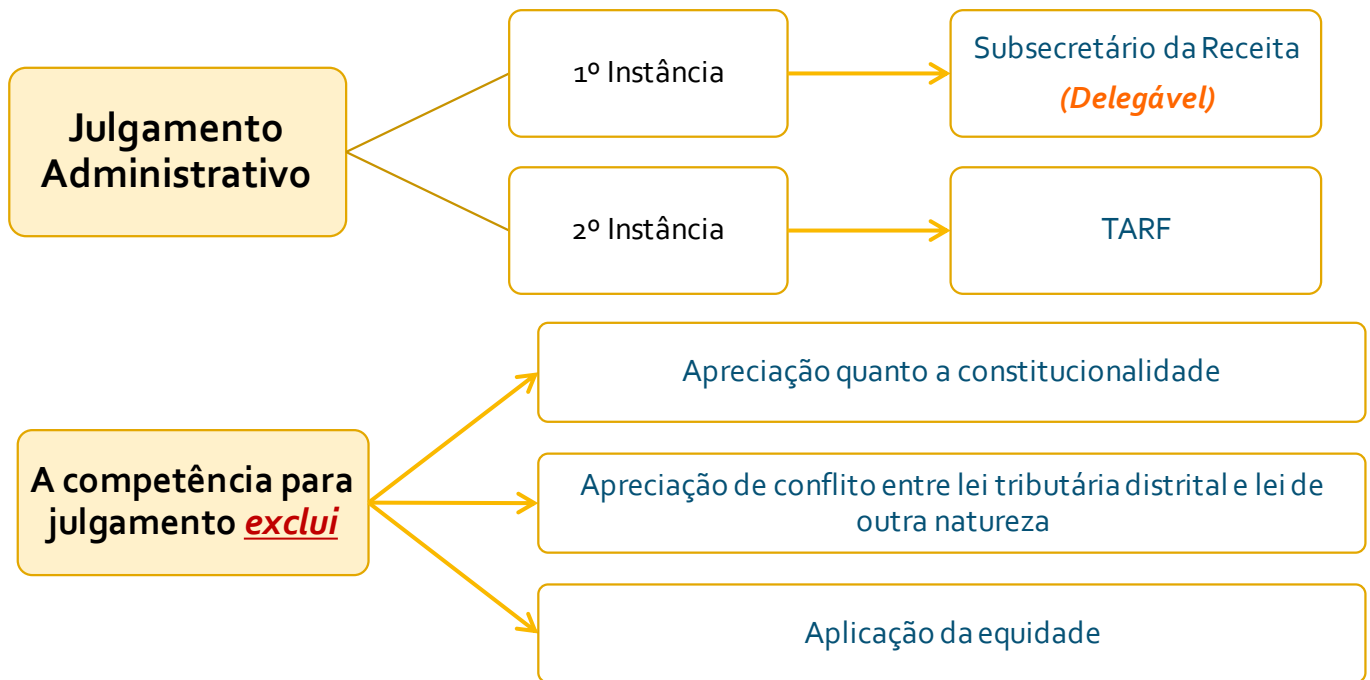 Julgamento
Administrativo
1º Instância
Subsecretário da Receita
(Delegável)
2º Instância
TARF
A competência para
julgamento exclui
Apreciação quanto a constitucionalidade
Apreciação de conflito entre lei tributária distrital e lei de
outra natureza
Aplicação da equidade